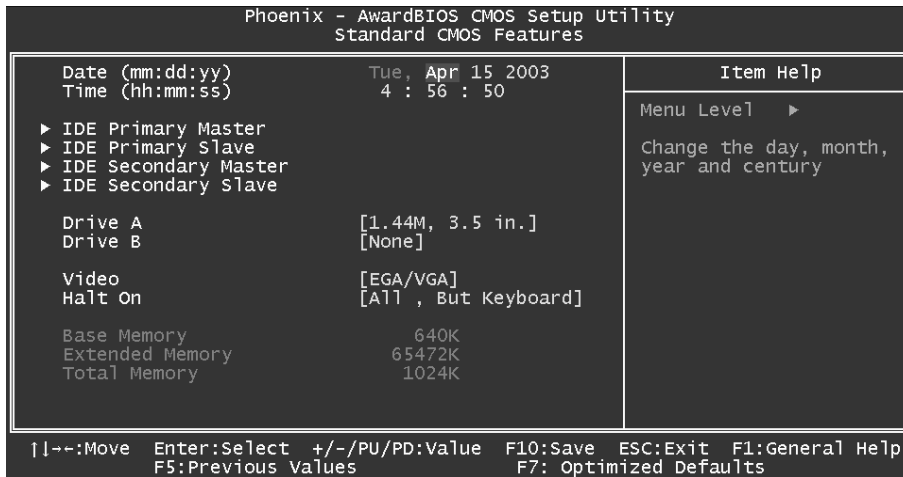 Phoenix - AwardBIOS CMOS Setup Utility
Standard CMOS Features
Date (mm:dd:yy) Tue, Apr 15 2003
Time (hh:mm:ss) 4 : 56 : 50
▶ IDE Primary Master
▶ IDE Primary Slave
▶ IDE Secondary Master
▶ IDE Secondary Slave
Drive A [1.44M, 3.5 in.]
Drive B [None]
Video [EGA/VGA]
Halt On [All , But Keyboard]
Base Memory 640K
Extended Memory 65472K
Total Memory 1024K
Item Help
Menu Level ▶
Change the day, month,
year and century
↑↓→←:Move Enter:Select +/-/PU/PD:Value F10:Save ESC:Exit F1:General Help
F5:Previous Values F7: Optimized Defaults